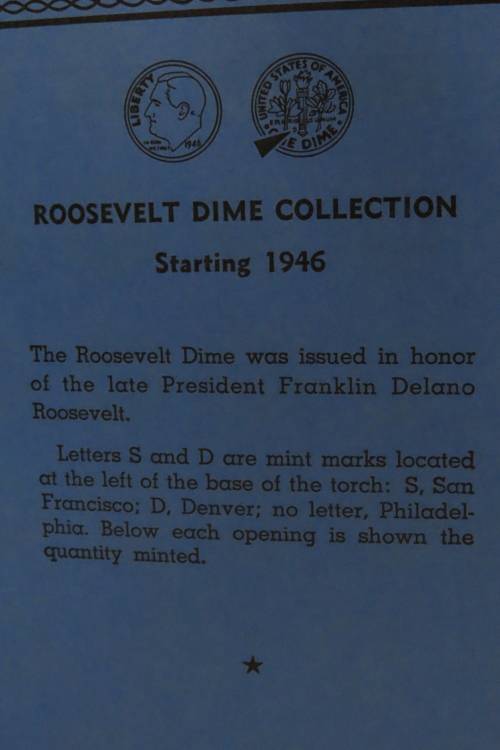 LIBERTY
1946
UNITED STATES OF AMERICA
E DIME
ROOSEVELT DIME COLLECTION
Starting 1946
The Roosevelt Dime was issued in honor
of the late President Franklin Delano
Roosevelt.
Letters S and D are mint marks located
at the left of the base of the torch: S, San
Francisco; D, Denver; no letter, Philadel-
phia. Below each opening is shown the
quantity minted.